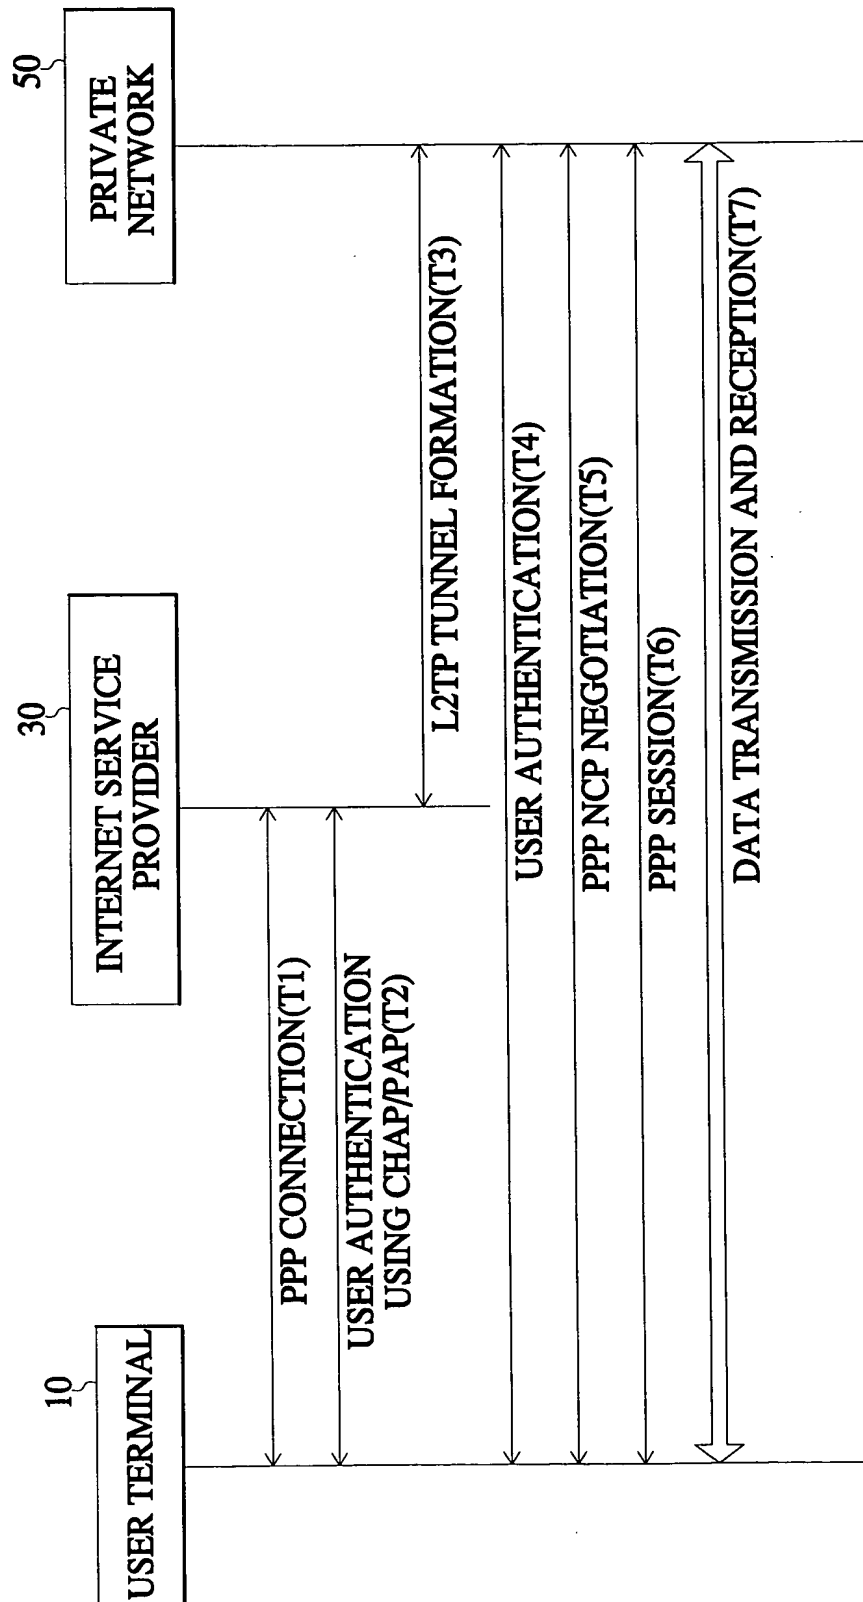 10
USER TERMINAL
30
INTERNET SERVICE
PROVIDER
50
PRIVATE
NETWORK
PPP CONNECTION(T1)
USER AUTHENTICATION
USING CHAP/PAP(T2)
L2TP TUNNEL FORMATION(T3)
USER AUTHENTICATION(T4)
PPP NCP NEGOTIATION(T5)
PPP SESSION(T6)
DATA TRANSMISSION AND RECEPTION(T7)